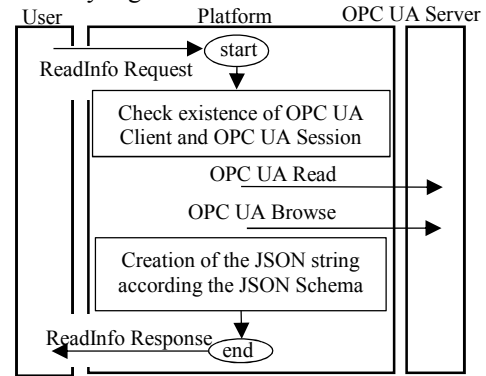 User Platform OPC UA Server
start
ReadInfo Request
Check existence of OPC UA
Client and OPC UA Session
OPC UA Read
OPC UA Browse
Creation of the JSON string
according the JSON Schema
ReadInfo Response
end